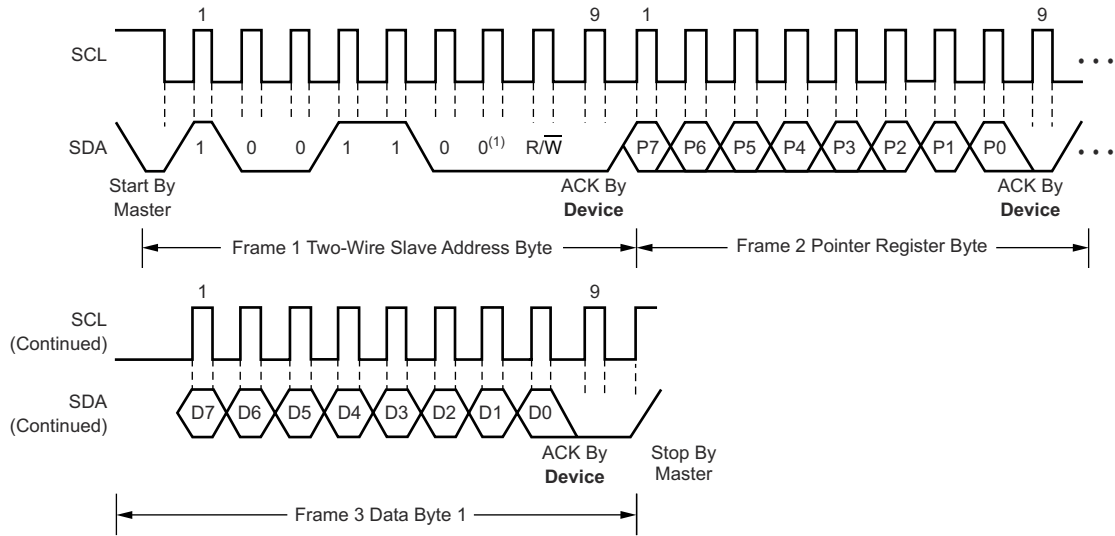 1 9 1 9
SCL
SDA
1 0 0 1 1 0 0(1) R/W̅ P7 P6 P5 P4 P3 P2 P1 P0
Start By
Master
ACK By
Device
ACK By
Device
Frame 1 Two-Wire Slave Address Byte
Frame 2 Pointer Register Byte
1 9
SCL
(Continued)
SDA
(Continued)
D7 D6 D5 D4 D3 D2 D1 D0
ACK By
Device
Stop By
Master
Frame 3 Data Byte 1